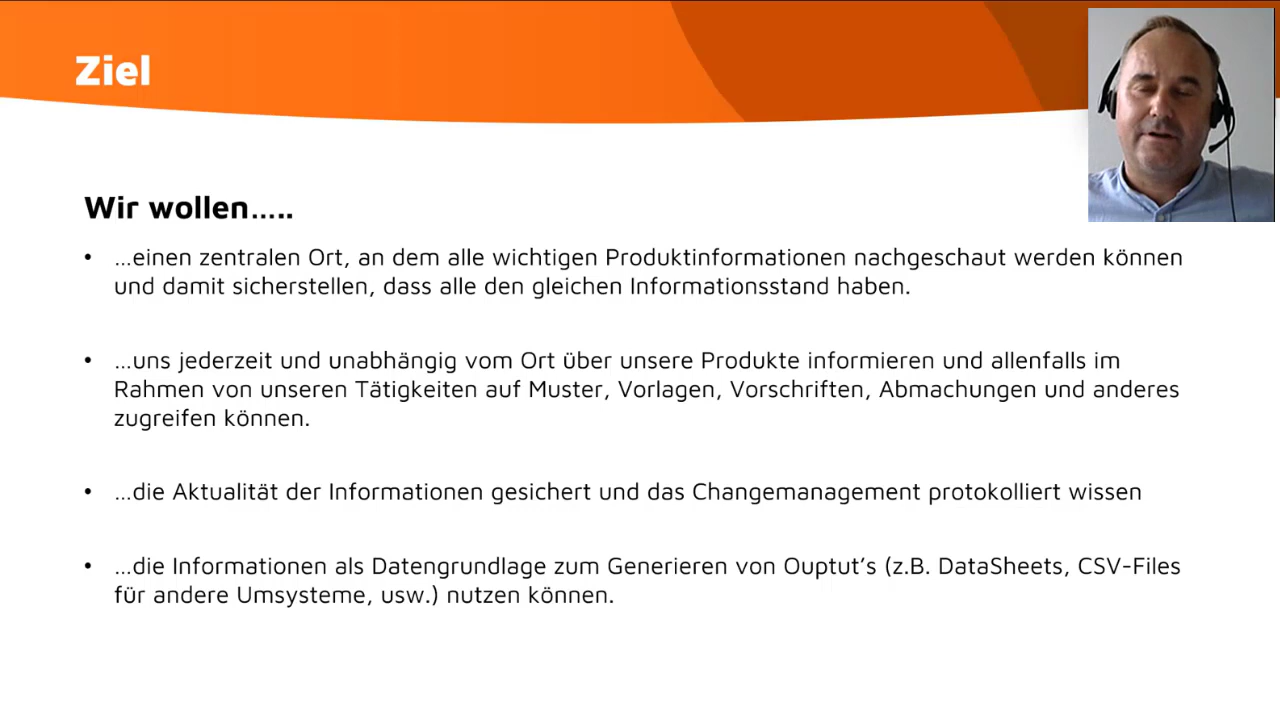 Ziel
Wir wollen…..
• …einen zentralen Ort, an dem alle wichtigen Produktinformationen nachgeschaut werden können
und damit sicherstellen, dass alle den gleichen Informationsstand haben.
• …uns jederzeit und unabhängig vom Ort über unsere Produkte informieren und allenfalls im
Rahmen von unseren Tätigkeiten auf Muster, Vorlagen, Vorschriften, Abmachungen und anderes
zugreifen können.
• …die Aktualität der Informationen gesichert und das Changemanagement protokolliert wissen
• …die Informationen als Datengrundlage zum Generieren von Ouptut’s (z.B. DataSheets, CSV-Files
für andere Umsysteme, usw.) nutzen können.